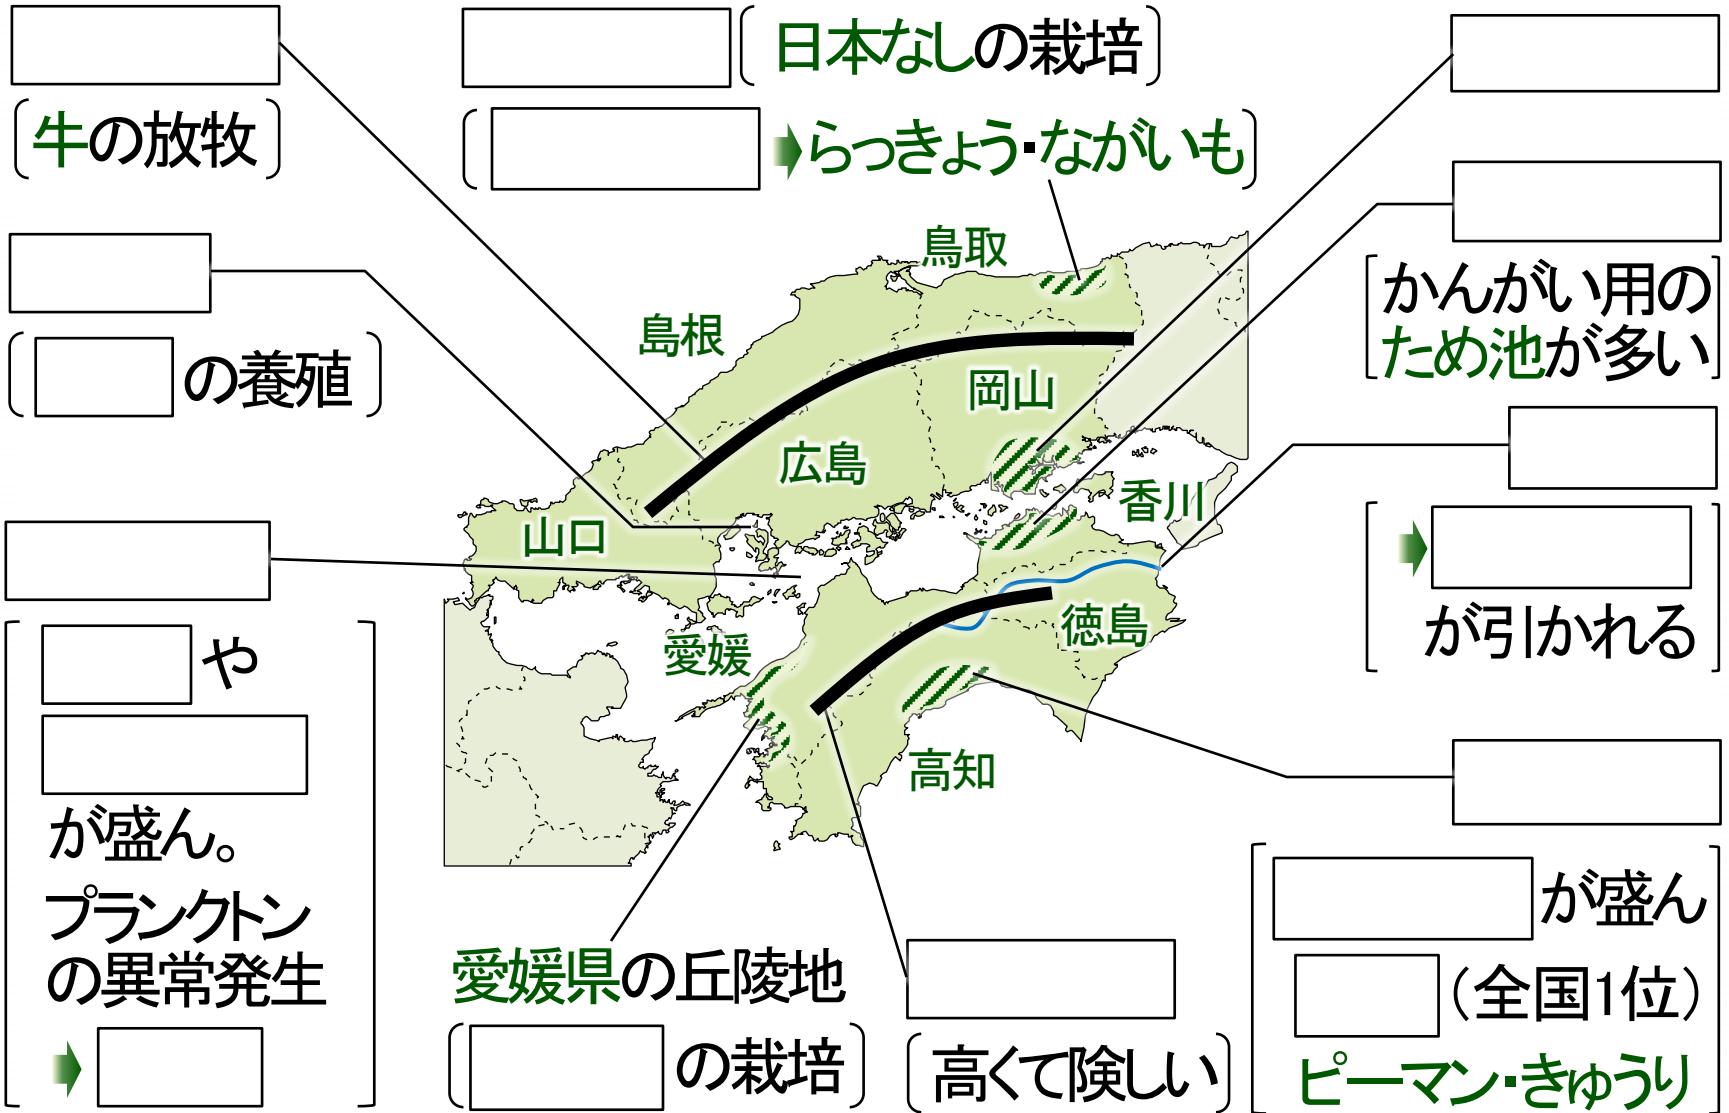 〔牛の放牧〕
〔日本なしの栽培〕
〔 ➡らっきょう・ながいも〕
〔かんがい用の
ため池が多い〕
〔 の養殖〕
〔➡
が引かれる〕
鳥取
島根
岡山
広島
山口
香川
愛媛
徳島
高知
〔 や
が盛ん。
プランクトン
の異常発生
➡ 〕
愛媛県の丘陵地
〔 の栽培〕
〔高くて険しい〕
〔 が盛ん
(全国1位)
ピーマン・きゅうり〕